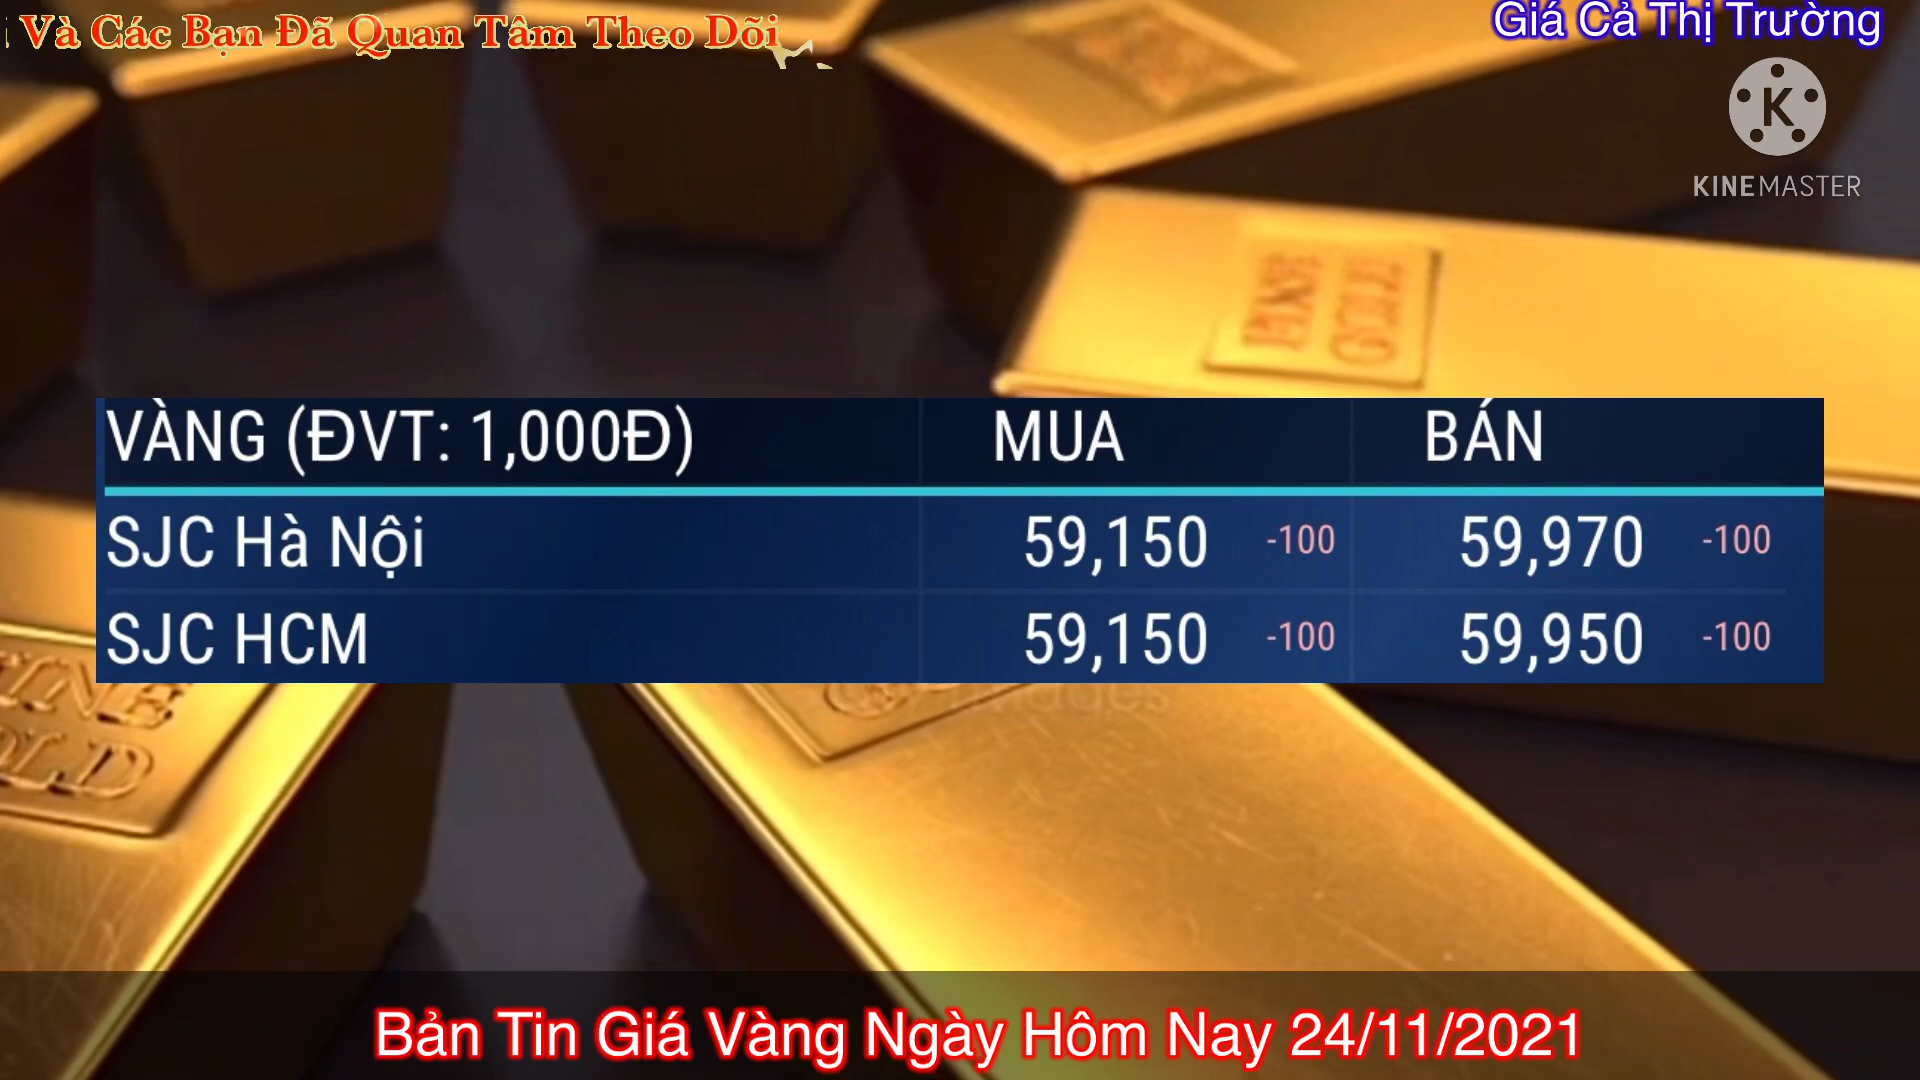 Và Các Bạn Đã Quan Tâm Theo Dõi
Giá Cả Thị Trường
K
KINEMASTER
FINE
GOLD
VÀNG (ĐVT: 1,000Đ) MUA BÁN
SJC Hà Nội 59,150 -100 59,970 -100
SJC HCM 59,150 -100 59,950 -100
Bản Tin Giá Vàng Ngày Hôm Nay 24/11/2021